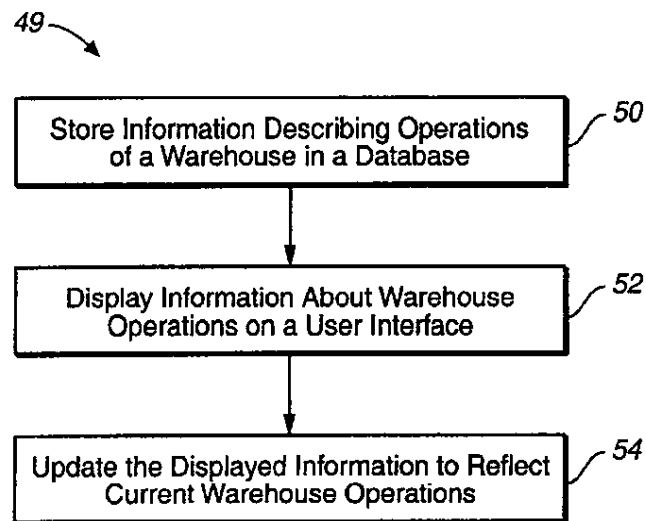 49
Store Information Describing Operations
of a Warehouse in a Database
50
Display Information About Warehouse
Operations on a User Interface
52
Update the Displayed Information to Reflect
Current Warehouse Operations
54